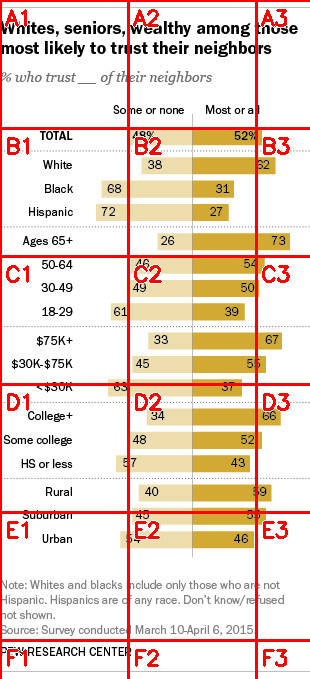 Whites, seniors, wealthy among those
most likely to trust their neighbors
% who trust ___ of their neighbors
Some or none Most or all
TOTAL 48% 52%
White 38 62
Black 68 31
Hispanic 72 27
Ages 65+ 26 73
50-64 46 54
30-49 49 50
18-29 61 39
$75K+ 33 67
$30K-$75K 45 55
<$30K 63 37
College+ 34 66
Some college 48 52
HS or less 57 43
Rural 40 59
Suburban 45 55
Urban 54 46
Note: Whites and blacks include only those who are not
Hispanic. Hispanics are of any race. Don't know/refused
not shown.
Source: Survey conducted March 10-April 6, 2015.
PEW RESEARCH CENTER
A1 A2 A3
B1 B2 B3
C1 C2 C3
D1 D2 D3
E1 E2 E3
F1 F2 F3